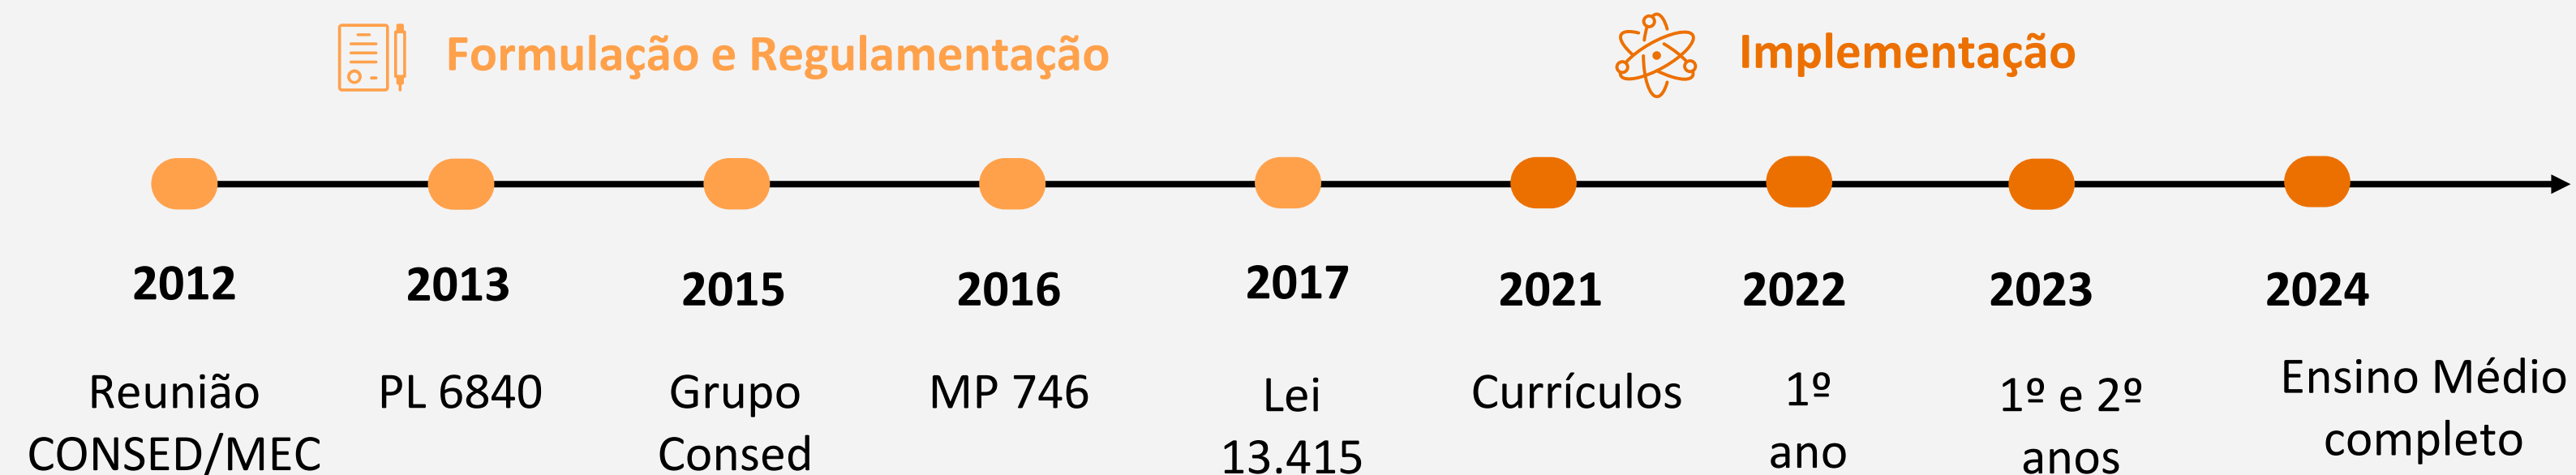 Formulação e Regulamentação
Implementação
2012
2013
2015
2016
2017
2021
2022
2023
2024
Reunião
CONSED/MEC
PL 6840
Grupo
Consed
MP 746
Lei
13.415
Currículos
1º
ano
1º e 2º
anos
Ensino Médio
completo